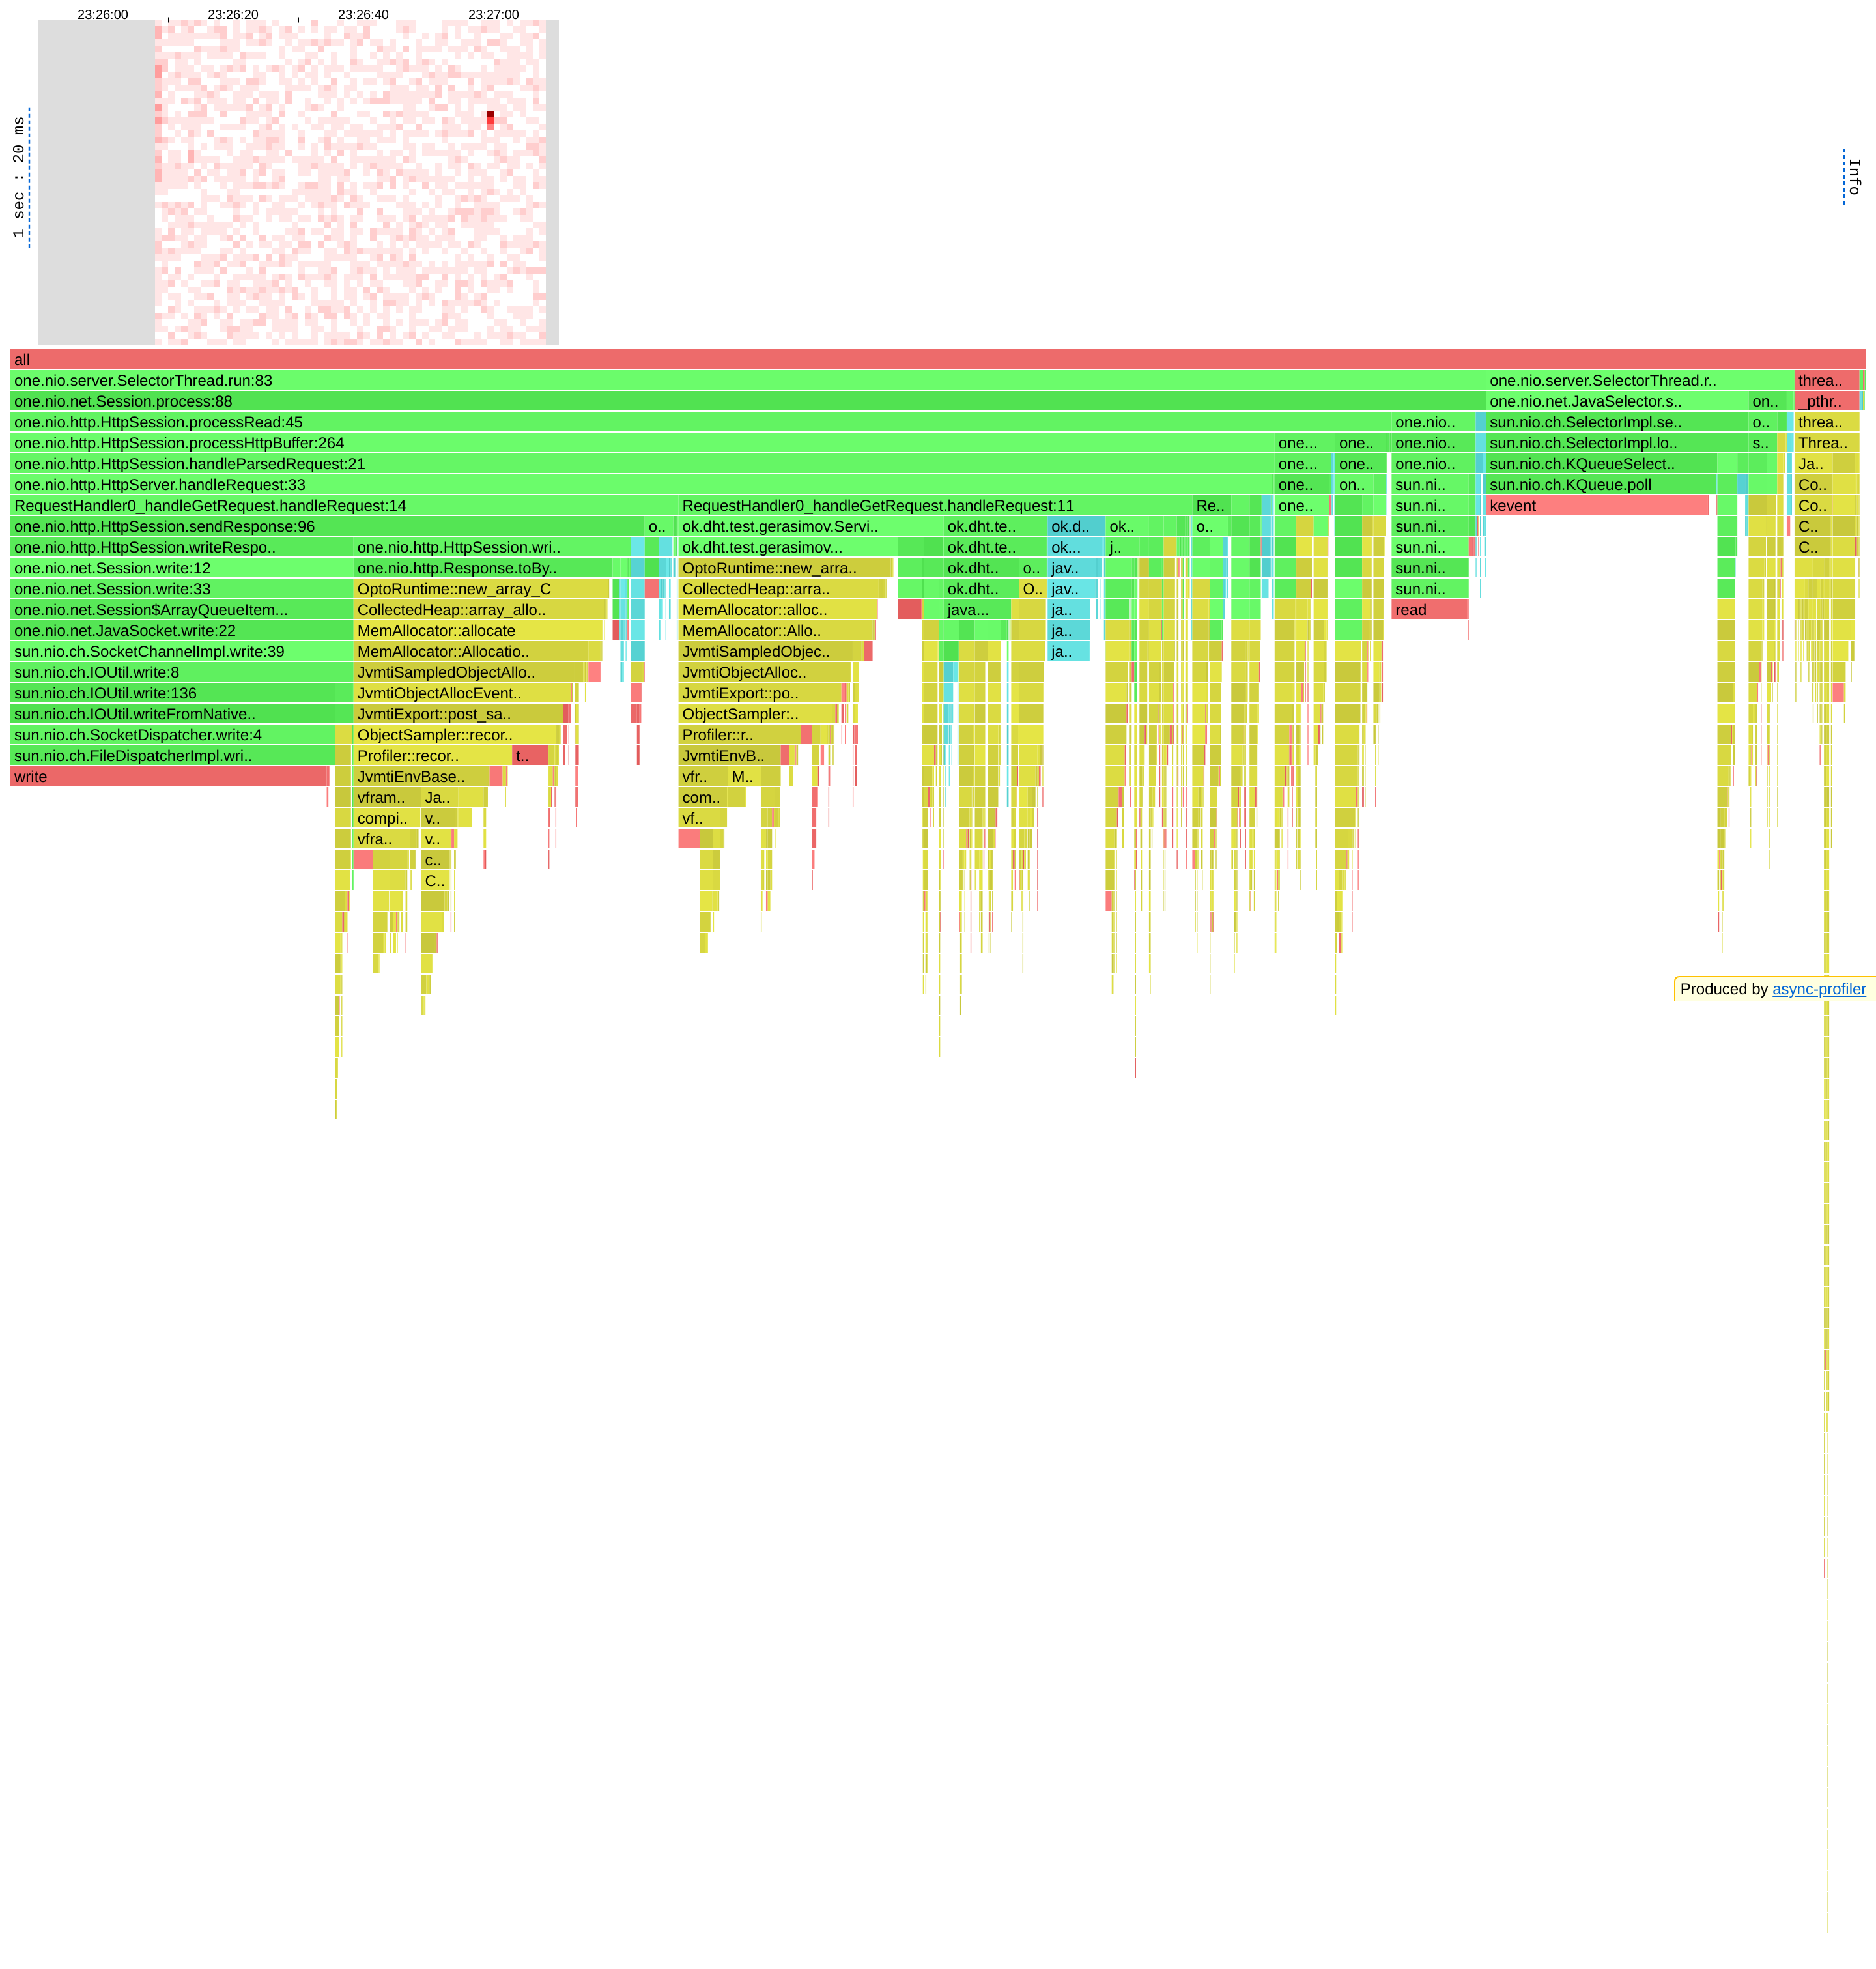 23:26:00 23:26:20 23:26:40 23:27:00
1 sec : 20 ms
Info
all
one.nio.server.SelectorThread.run:83 one.nio.server.SelectorThread.r.. threa..
one.nio.net.Session.process:88 one.nio.net.JavaSelector.s.. on.. _pthr..
one.nio.http.HttpSession.processRead:45 one.nio.. sun.nio.ch.SelectorImpl.se.. o.. threa..
one.nio.http.HttpSession.processHttpBuffer:264 one... one.. one.nio.. sun.nio.ch.SelectorImpl.lo.. s.. Threa..
one.nio.http.HttpSession.handleParsedRequest:21 one... one.. one.nio.. sun.nio.ch.KQueueSelect.. Ja..
one.nio.http.HttpServer.handleRequest:33 one.. on.. sun.ni.. sun.nio.ch.KQueue.poll Co..
RequestHandler0_handleGetRequest.handleRequest:14 RequestHandler0_handleGetRequest.handleRequest:11 Re.. one.. sun.ni.. kevent Co..
one.nio.http.HttpSession.sendResponse:96 o.. ok.dht.test.gerasimov.Servi.. ok.dht.te.. ok.d.. ok.. o.. sun.ni.. C..
one.nio.http.HttpSession.writeRespo.. one.nio.http.HttpSession.wri.. ok.dht.test.gerasimov... ok.dht.te.. ok... j.. sun.ni.. C..
one.nio.net.Session.write:12 one.nio.http.Response.toBy.. OptoRuntime::new_arra.. ok.dht.. o.. jav.. sun.ni..
one.nio.net.Session.write:33 OptoRuntime::new_array_C CollectedHeap::arra.. ok.dht.. O.. jav.. sun.ni..
one.nio.net.Session$ArrayQueueItem... CollectedHeap::array_allo.. MemAllocator::alloc.. java... ja.. read
one.nio.net.JavaSocket.write:22 MemAllocator::allocate MemAllocator::Allo.. ja..
sun.nio.ch.SocketChannelImpl.write:39 MemAllocator::Allocatio.. JvmtiSampledObjec.. ja..
sun.nio.ch.IOUtil.write:8 JvmtiSampledObjectAllo.. JvmtiObjectAlloc..
sun.nio.ch.IOUtil.write:136 JvmtiObjectAllocEvent.. JvmtiExport::po..
sun.nio.ch.IOUtil.writeFromNative.. JvmtiExport::post_sa.. ObjectSampler:..
sun.nio.ch.SocketDispatcher.write:4 ObjectSampler::recor.. Profiler::r..
sun.nio.ch.FileDispatcherImpl.wri.. Profiler::recor.. t.. JvmtiEnvB..
write JvmtiEnvBase.. vfr.. M..
vfram.. Ja.. com..
compi.. v.. vf..
vfra.. v..
c..
C..
Produced by async-profiler